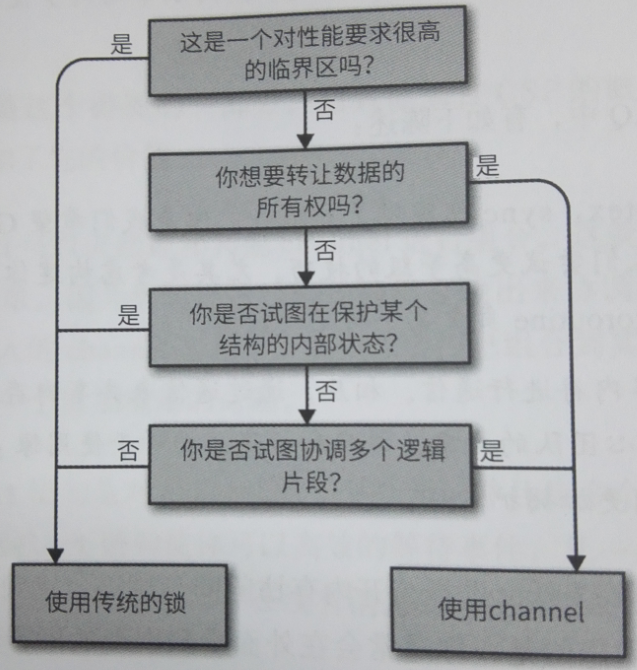 这是一个对性能要求很高
的临界区吗？
是
否
你想要转让数据的
所有权吗？
是
否
你是否试图在保护某个
结构的内部状态？
是
否
你是否试图协调多个逻辑
片段？
否
是
使用传统的锁
使用channel